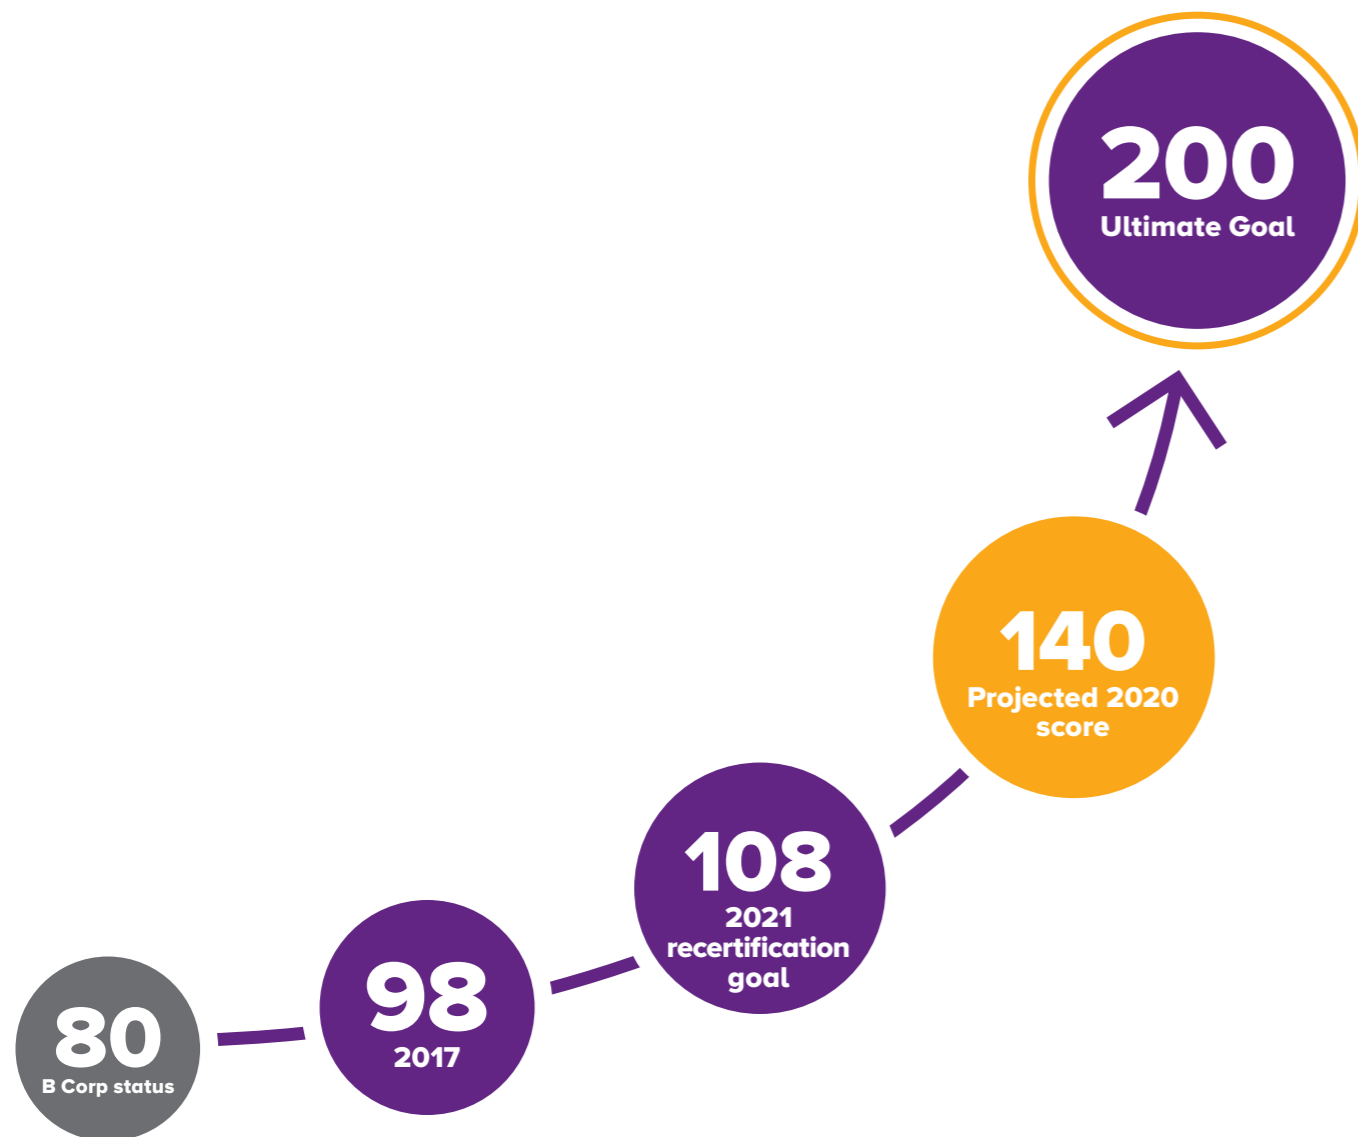 200
Ultimate Goal
140
Projected 2020
score
108
2021
recertification
goal
98
2017
80
B Corp status